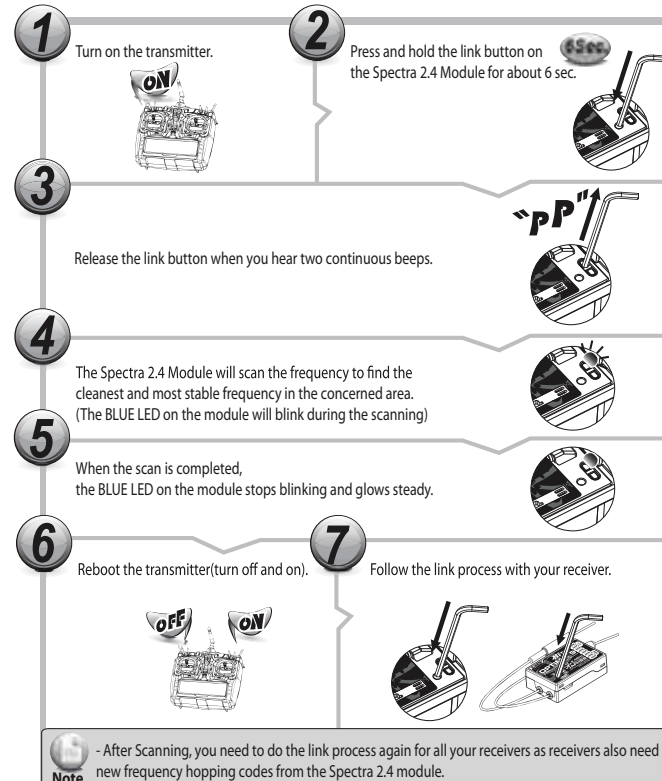 1
Turn on the transmitter.
ON
2
Press and hold the link button on
the Spectra 2.4 Module for about 6 sec.
6Sec.
3
"PP"
Release the link button when you hear two continuous beeps.
4
The Spectra 2.4 Module will scan the frequency to find the
cleanest and most stable frequency in the concerned area.
(The BLUE LED on the module will blink during the scanning)
5
When the scan is completed,
the BLUE LED on the module stops blinking and glows steady.
6
Reboot the transmitter(turn off and on).
OFF
ON
7
Follow the link process with your receiver.
Note
- After Scanning, you need to do the link process again for all your receivers as receivers also need
new frequency hopping codes from the Spectra 2.4 module.